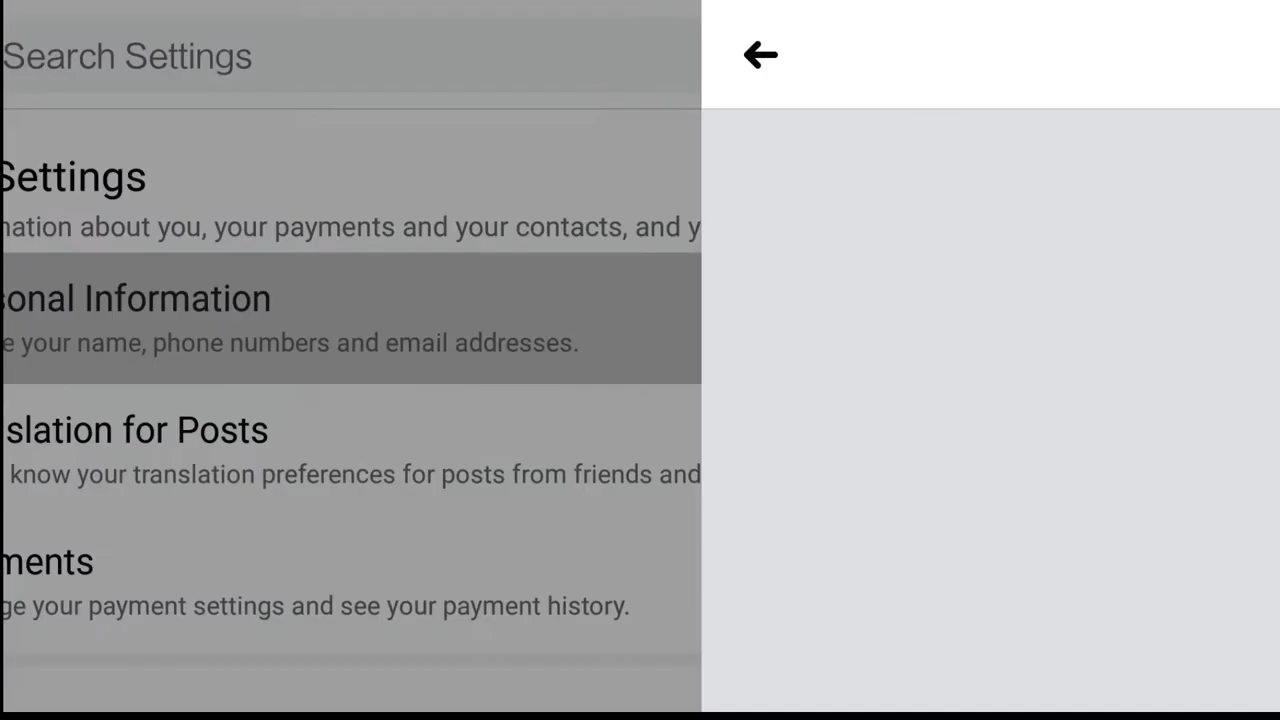 Search Settings
Settings
mation about you, your payments and your contacts, and y
sonal Information
e your name, phone numbers and email addresses.
slation for Posts
know your translation preferences for posts from friends and
ments
ge your payment settings and see your payment history.